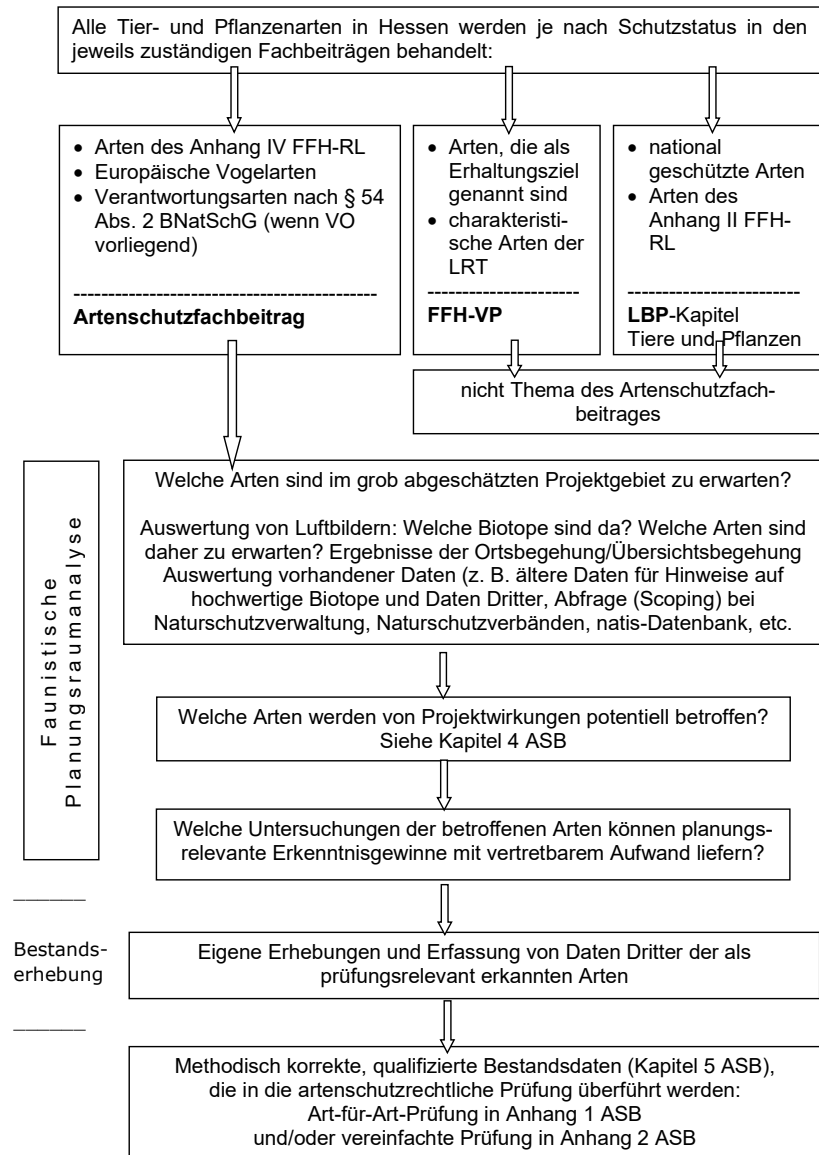 Alle Tier- und Pflanzenarten in Hessen werden je nach Schutzstatus in den
jeweils zuständigen Fachbeiträgen behandelt:
• Arten des Anhang IV FFH-RL
• Europäische Vogelarten
• Verantwortungsarten nach § 54
Abs. 2 BNatSchG (wenn VO
vorliegend)
---------------------------------------------
Artenschutzfachbeitrag
• Arten, die als
Erhaltungsziel
genannt sind
• charakteristi-
sche Arten der
LRT
----------------------
FFH-VP
• national
geschützte Arten
• Arten des
Anhang II FFH-
RL
-------------------------
LBP-Kapitel
Tiere und Pflanzen
nicht Thema des Artenschutzfach-
beitrages
Faunistische
Planungsraumanalyse
Welche Arten sind im grob abgeschätzten Projektgebiet zu erwarten?
Auswertung von Luftbildern: Welche Biotope sind da? Welche Arten sind
daher zu erwarten? Ergebnisse der Ortsbegehung/Übersichtsbegehung
Auswertung vorhandener Daten (z. B. ältere Daten für Hinweise auf
hochwertige Biotope und Daten Dritter, Abfrage (Scoping) bei
Naturschutzverwaltung, Naturschutzverbänden, natis-Datenbank, etc.
Welche Arten werden von Projektwirkungen potentiell betroffen?
Siehe Kapitel 4 ASB
Welche Untersuchungen der betroffenen Arten können planungs-
relevante Erkenntnisgewinne mit vertretbarem Aufwand liefern?
______
Bestands-
erhebung
______
Eigene Erhebungen und Erfassung von Daten Dritter der als
prüfungsrelevant erkannten Arten
Methodisch korrekte, qualifizierte Bestandsdaten (Kapitel 5 ASB),
die in die artenschutzrechtliche Prüfung überführt werden:
Art-für-Art-Prüfung in Anhang 1 ASB
und/oder vereinfachte Prüfung in Anhang 2 ASB